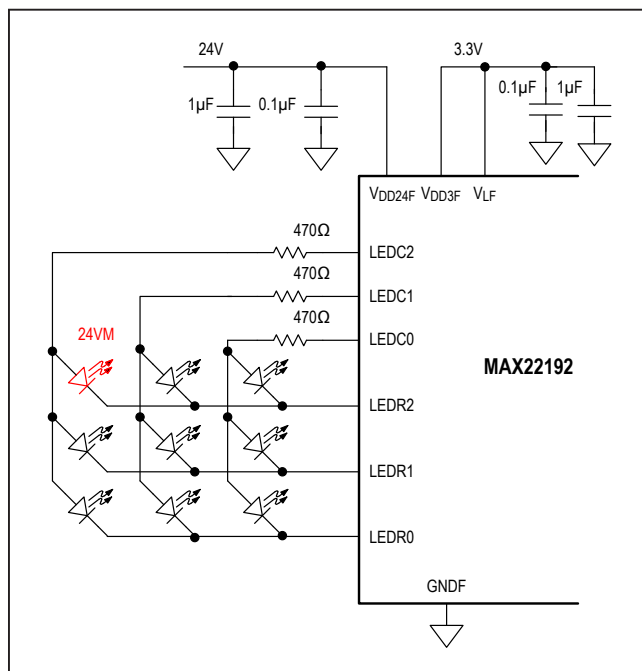 24V
3.3V
1µF
0.1µF
0.1µF
1µF
VDD24F
VDD3F
VLF
470Ω
LEDC2
470Ω
LEDC1
470Ω
LEDC0
24VM
MAX22192
LEDR2
LEDR1
LEDR0
GNDF